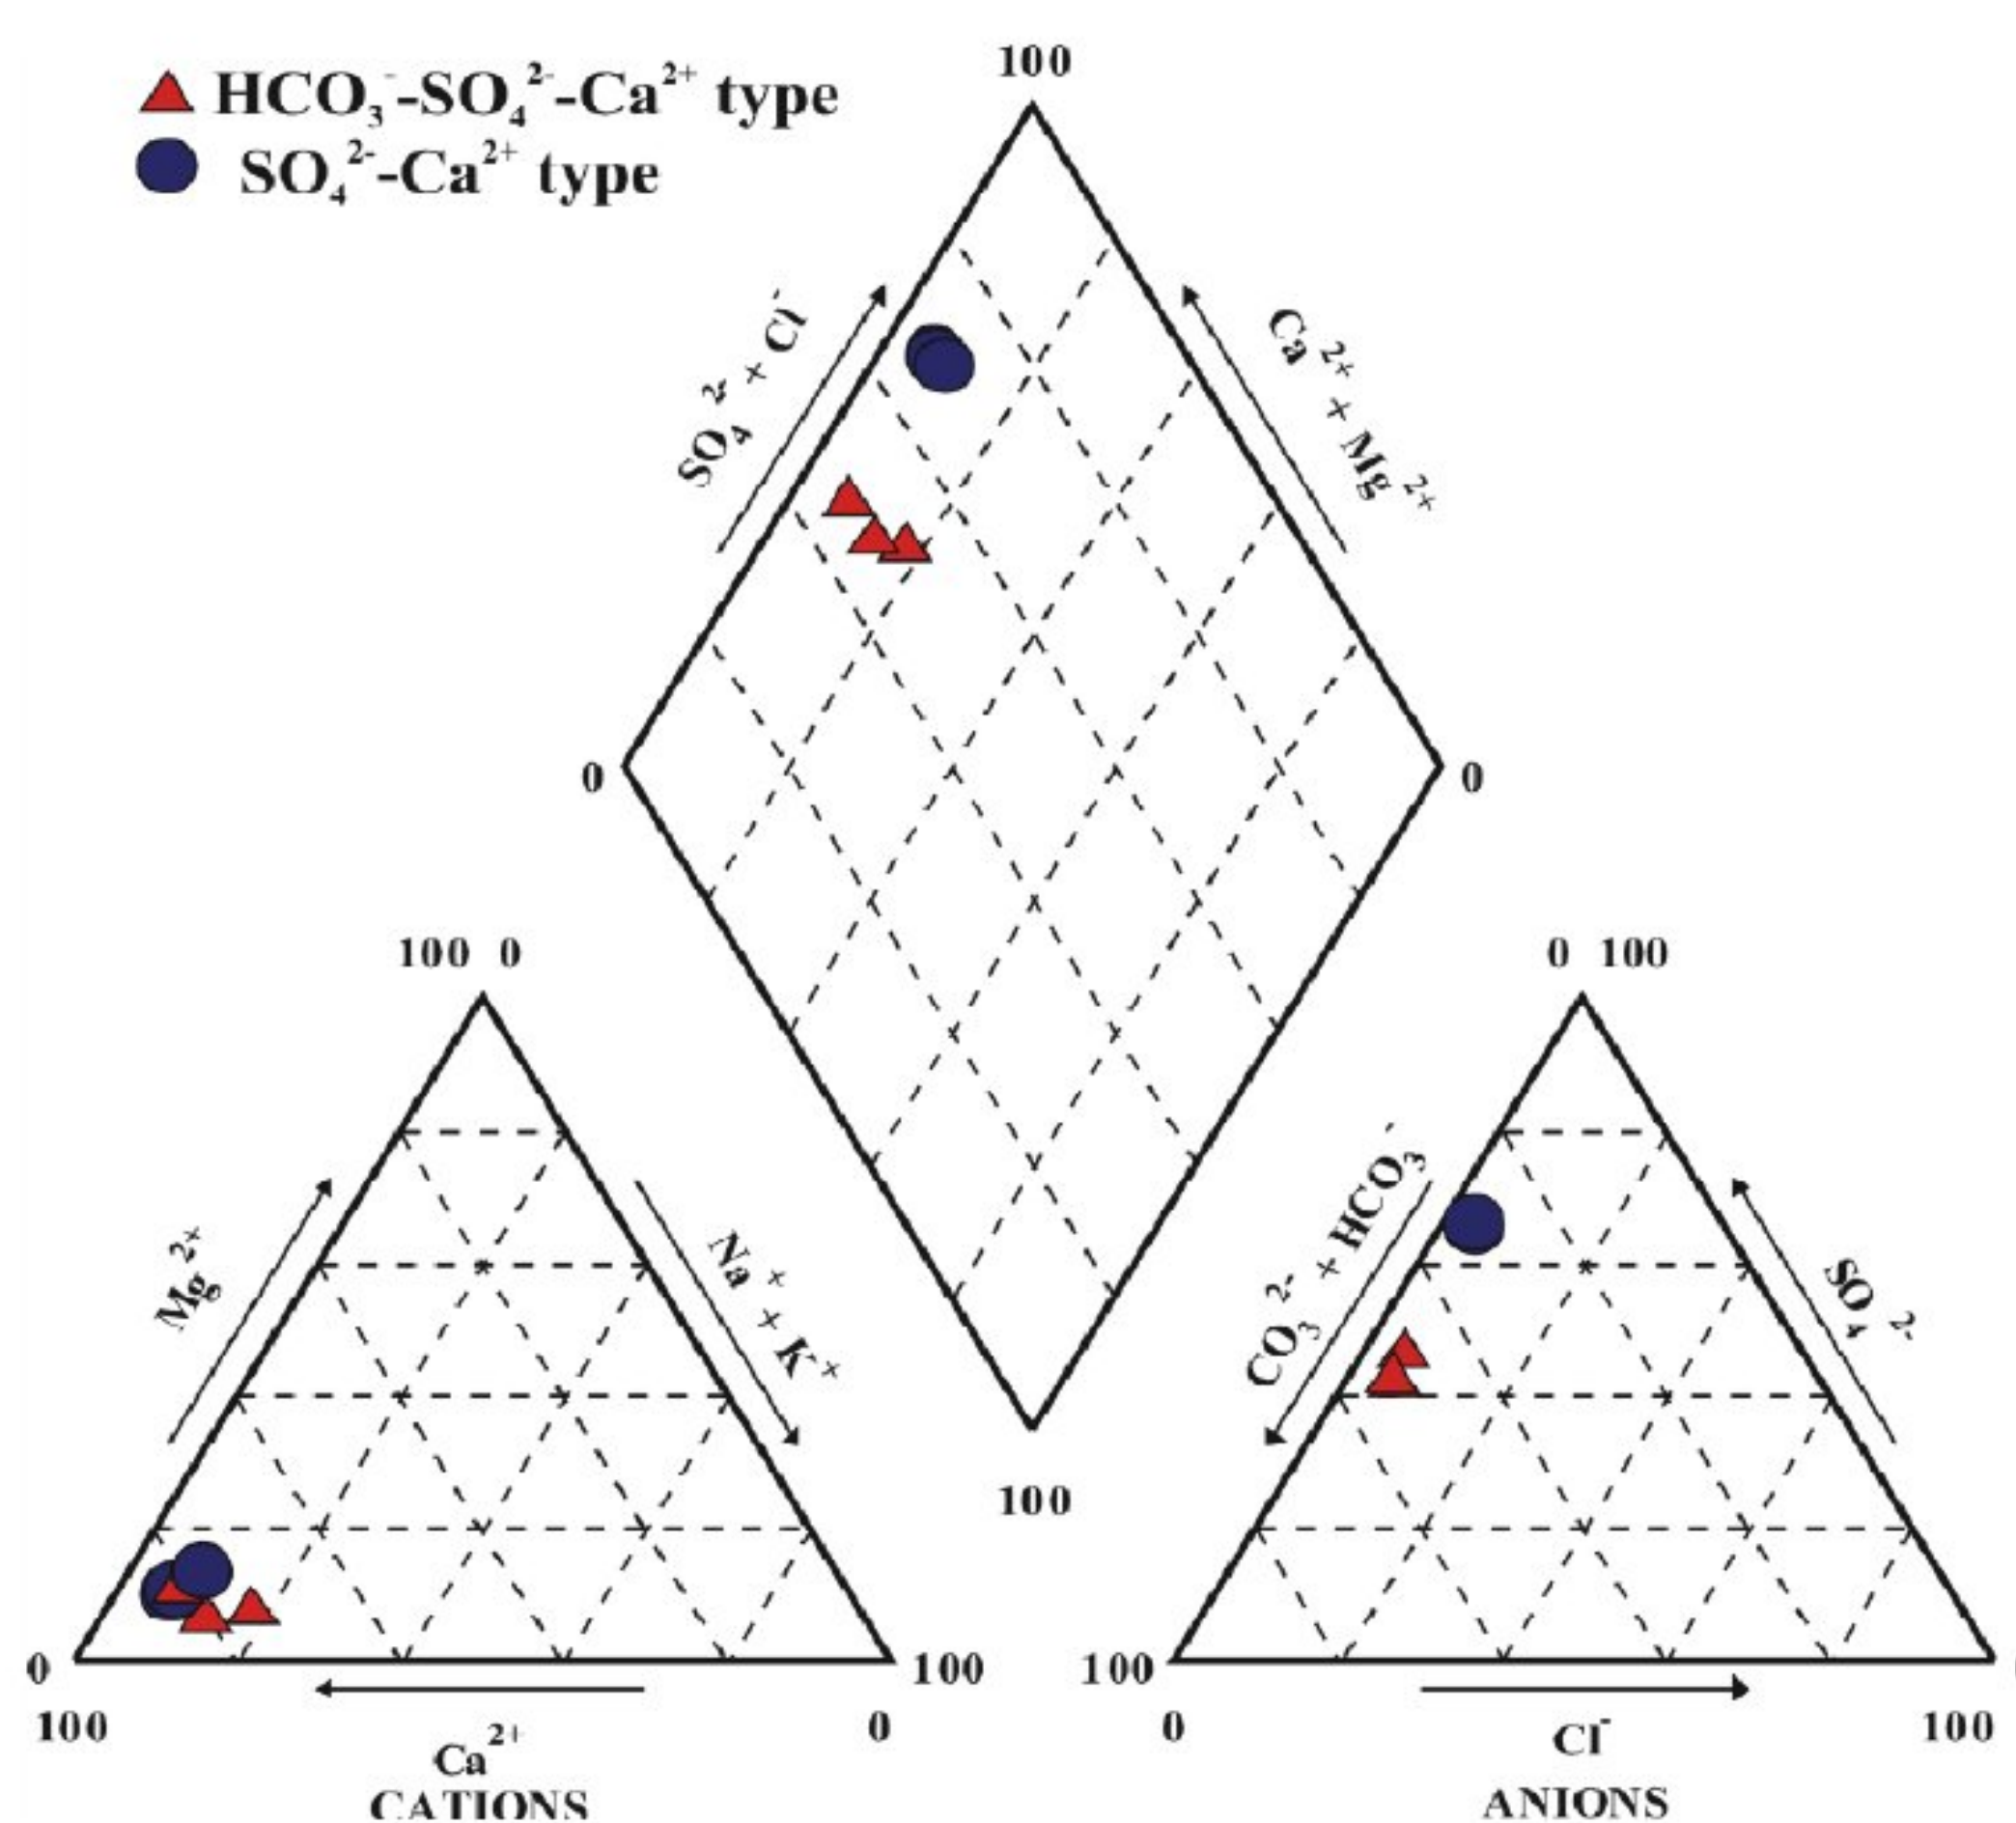 100
HCO₃⁻-SO₄²⁻-Ca²⁺ type
SO₄²⁻-Ca²⁺ type
SO₄²⁻ + Cl⁻
Ca²⁺ + Mg²⁺
0
0
100 0
0 100
Mg²⁺
Na⁺ + K⁺
CO₃²⁻ + HCO₃⁻
SO₄²⁻
100
0
100
100
100
0
0
100
Ca²⁺
Cl⁻
CATIONS
ANIONS